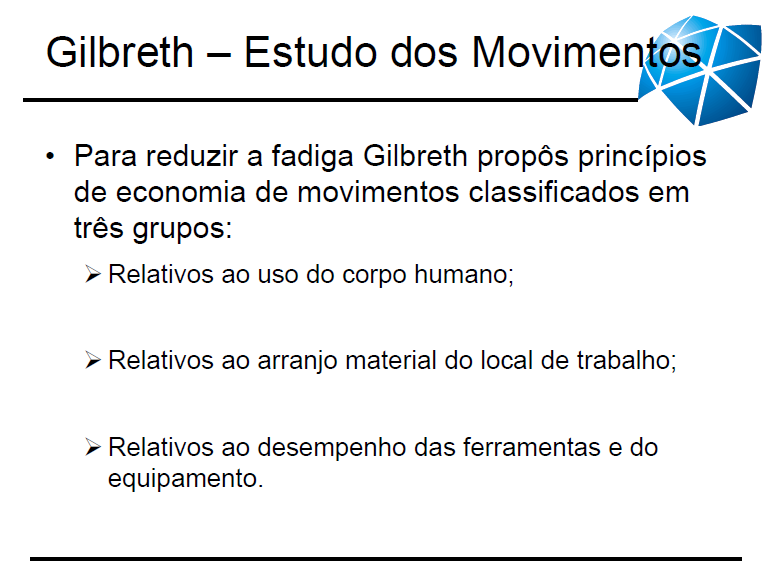 Gilbreth – Estudo dos Movimentos
• Para reduzir a fadiga Gilbreth propôs princípios
de economia de movimentos classificados em
três grupos:
➢ Relativos ao uso do corpo humano;
➢ Relativos ao arranjo material do local de trabalho;
➢ Relativos ao desempenho das ferramentas e do
equipamento.